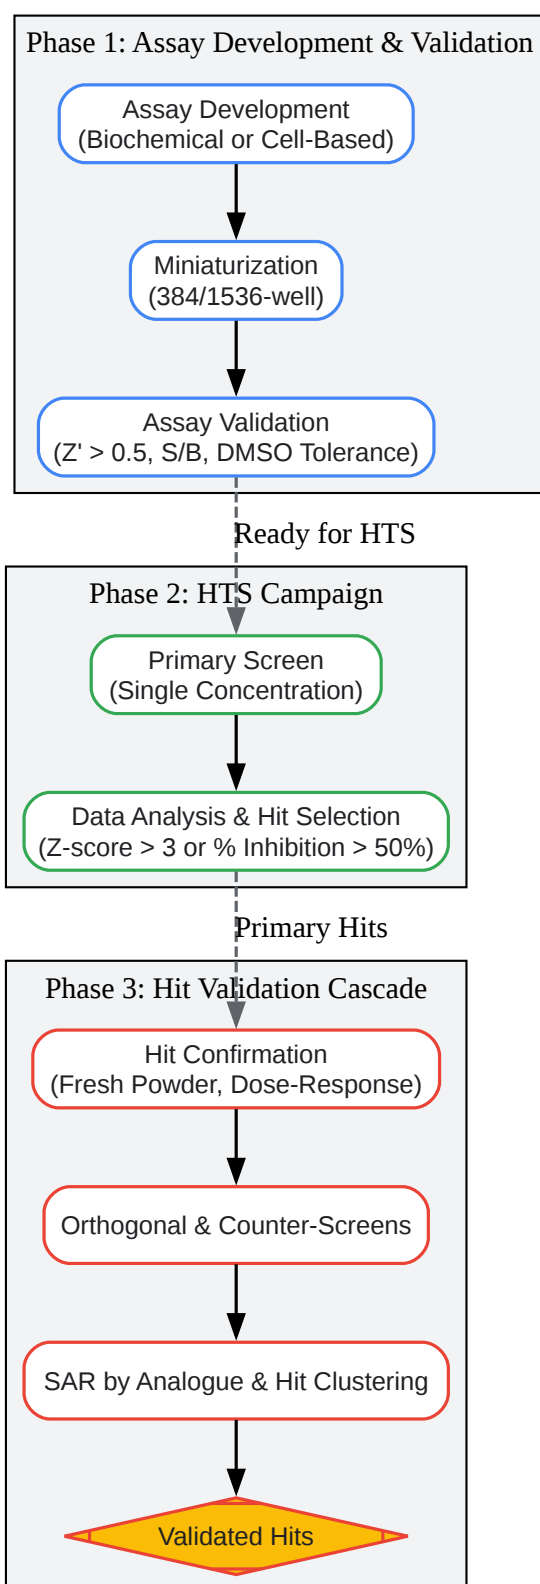 Phase 1: Assay Development & Validation
Assay Development
(Biochemical or Cell-Based)
Miniaturization
(384/1536-well)
Assay Validation
(Z' > 0.5, S/B, DMSO Tolerance)
Ready for HTS
Phase 2: HTS Campaign
Primary Screen
(Single Concentration)
Data Analysis & Hit Selection
(Z-score > 3 or % Inhibition > 50%)
Primary Hits
Phase 3: Hit Validation Cascade
Hit Confirmation
(Fresh Powder, Dose-Response)
Orthogonal & Counter-Screens
SAR by Analogue & Hit Clustering
Validated Hits